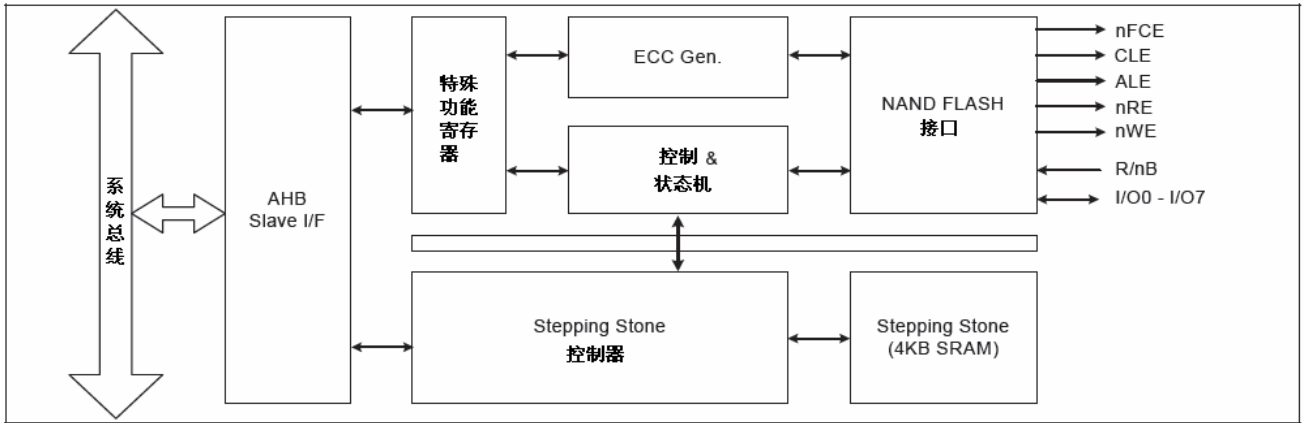 系
统
总
线
AHB
Slave I/F
特殊
功能
寄存
器
ECC Gen.
控制 &
状态机
NAND FLASH
接口
nFCE
CLE
ALE
nRE
nWE
R/nB
I/O0 - I/O7
Stepping Stone
控制器
Stepping Stone
(4KB SRAM)